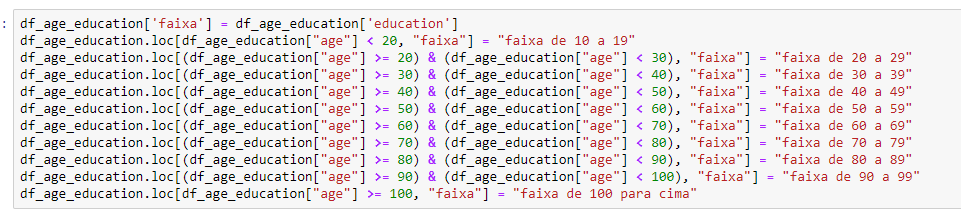 : df_age_education['faixa'] = df_age_education['education']
df_age_education.loc[df_age_education["age"] < 20, "faixa"] = "faixa de 10 a 19"
df_age_education.loc[(df_age_education["age"] >= 20) & (df_age_education["age"] < 30), "faixa"] = "faixa de 20 a 29"
df_age_education.loc[(df_age_education["age"] >= 30) & (df_age_education["age"] < 40), "faixa"] = "faixa de 30 a 39"
df_age_education.loc[(df_age_education["age"] >= 40) & (df_age_education["age"] < 50), "faixa"] = "faixa de 40 a 49"
df_age_education.loc[(df_age_education["age"] >= 50) & (df_age_education["age"] < 60), "faixa"] = "faixa de 50 a 59"
df_age_education.loc[(df_age_education["age"] >= 60) & (df_age_education["age"] < 70), "faixa"] = "faixa de 60 a 69"
df_age_education.loc[(df_age_education["age"] >= 70) & (df_age_education["age"] < 80), "faixa"] = "faixa de 70 a 79"
df_age_education.loc[(df_age_education["age"] >= 80) & (df_age_education["age"] < 90), "faixa"] = "faixa de 80 a 89"
df_age_education.loc[(df_age_education["age"] >= 90) & (df_age_education["age"] < 100), "faixa"] = "faixa de 90 a 99"
df_age_education.loc[df_age_education["age"] >= 100, "faixa"] = "faixa de 100 para cima"